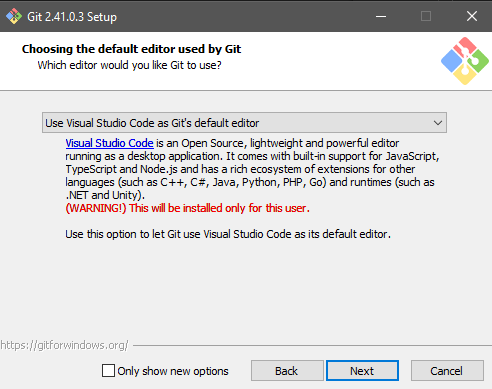 Git 2.41.0.3 Setup
Choosing the default editor used by Git
Which editor would you like Git to use?
Use Visual Studio Code as Git's default editor
Visual Studio Code is an Open Source, lightweight and powerful editor
running as a desktop application. It comes with built-in support for JavaScript,
TypeScript and Node.js and has a rich ecosystem of extensions for other
languages (such as C++, C#, Java, Python, PHP, Go) and runtimes (such as
.NET and Unity).
(WARNING!) This will be installed only for this user.
Use this option to let Git use Visual Studio Code as its default editor.
https://gitforwindows.org/
Only show new options
Back
Next
Cancel